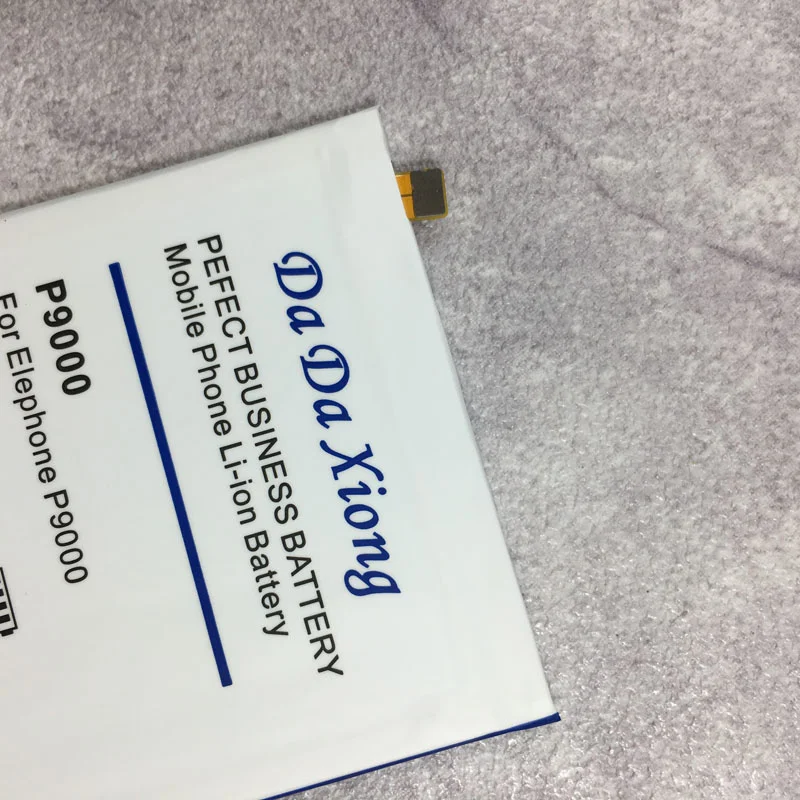 Da Da Xiong
PEFECT BUSINESS BATTERY
Mobile Phone Li-ion Battery
P9000
For Elephone P9000